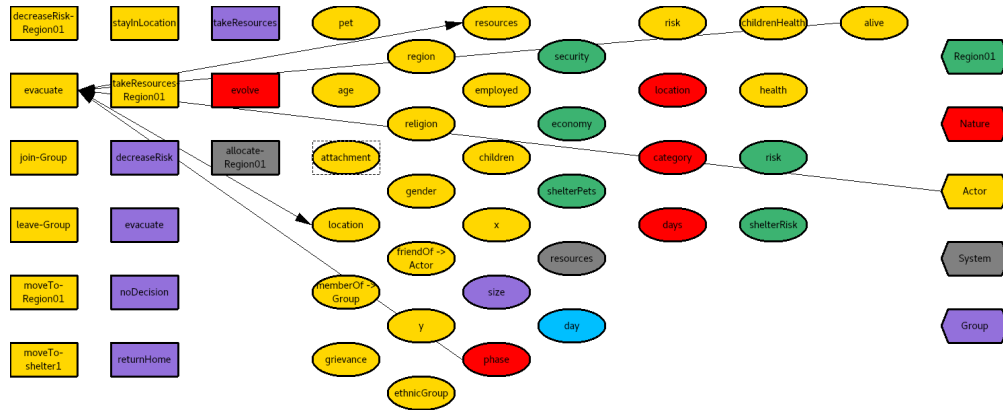 decreaseRisk-
Region01
stayInLocation
takeResources
pet
resources
risk
childrenHealth
alive
region
security
Region01
evacuate
takeResources
Region01
evolve
age
employed
location
health
religion
economy
Nature
join-Group
decreaseRisk
allocate-
Region01
attachment
children
category
risk
gender
shelterPets
Actor
leave-Group
evacuate
location
x
days
shelterRisk
friendOf ->
Actor
resources
System
moveTo-
Region01
noDecision
memberOf ->
Group
size
y
day
Group
moveTo-
shelter1
returnHome
grievance
phase
ethnicGroup